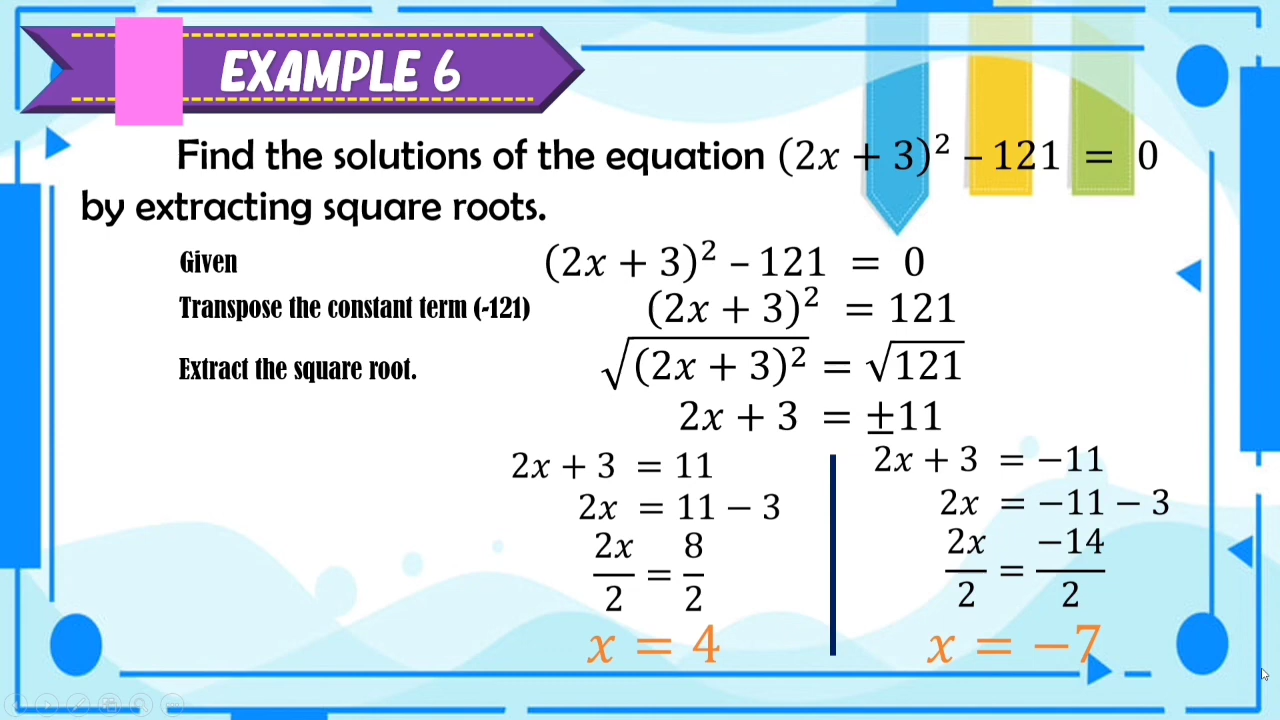 EXAMPLE 6
Find the solutions of the equation (2x + 3)² – 121 = 0
by extracting square roots.
Given (2x + 3)² – 121 = 0
Transpose the constant term (-121) (2x + 3)² = 121
Extract the square root. √(2x + 3)² = √121
2x + 3 = ±11
2x + 3 = 11
2x = 11 − 3
2x/2 = 8/2
x = 4
2x + 3 = −11
2x = −11 − 3
2x/2 = −14/2
x = −7